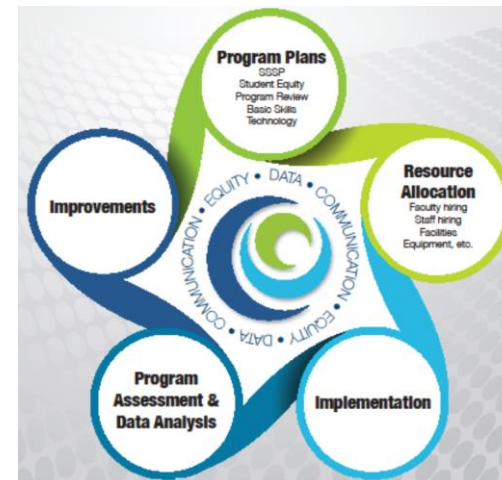 Program Plans
SSSP
Student Equity
Program Review
Basic Skills
Technology
Resource
Allocation
Faculty hiring
Staff hiring
Facilities
Equipment, etc.
Implementation
Program
Assessment &
Data Analysis
Improvements
EQUITY • DATA • COMMUNICATION • EQUITY • DATA • COMMUNICATION •